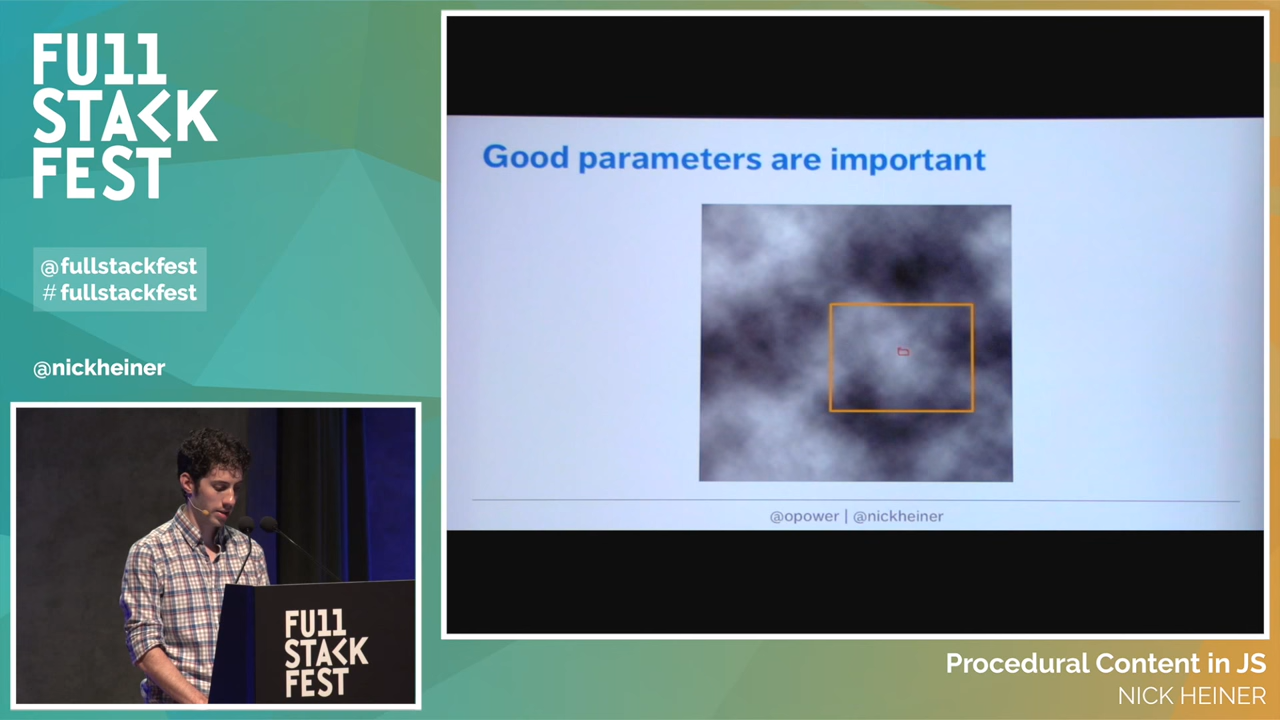 FU11
STACK
FEST
@fullstackfest
# fullstackfest
@nickheiner
Good parameters are important
@opower | @nickheiner
FU11
STACK
FEST
Procedural Content in JS
NICK HEINER